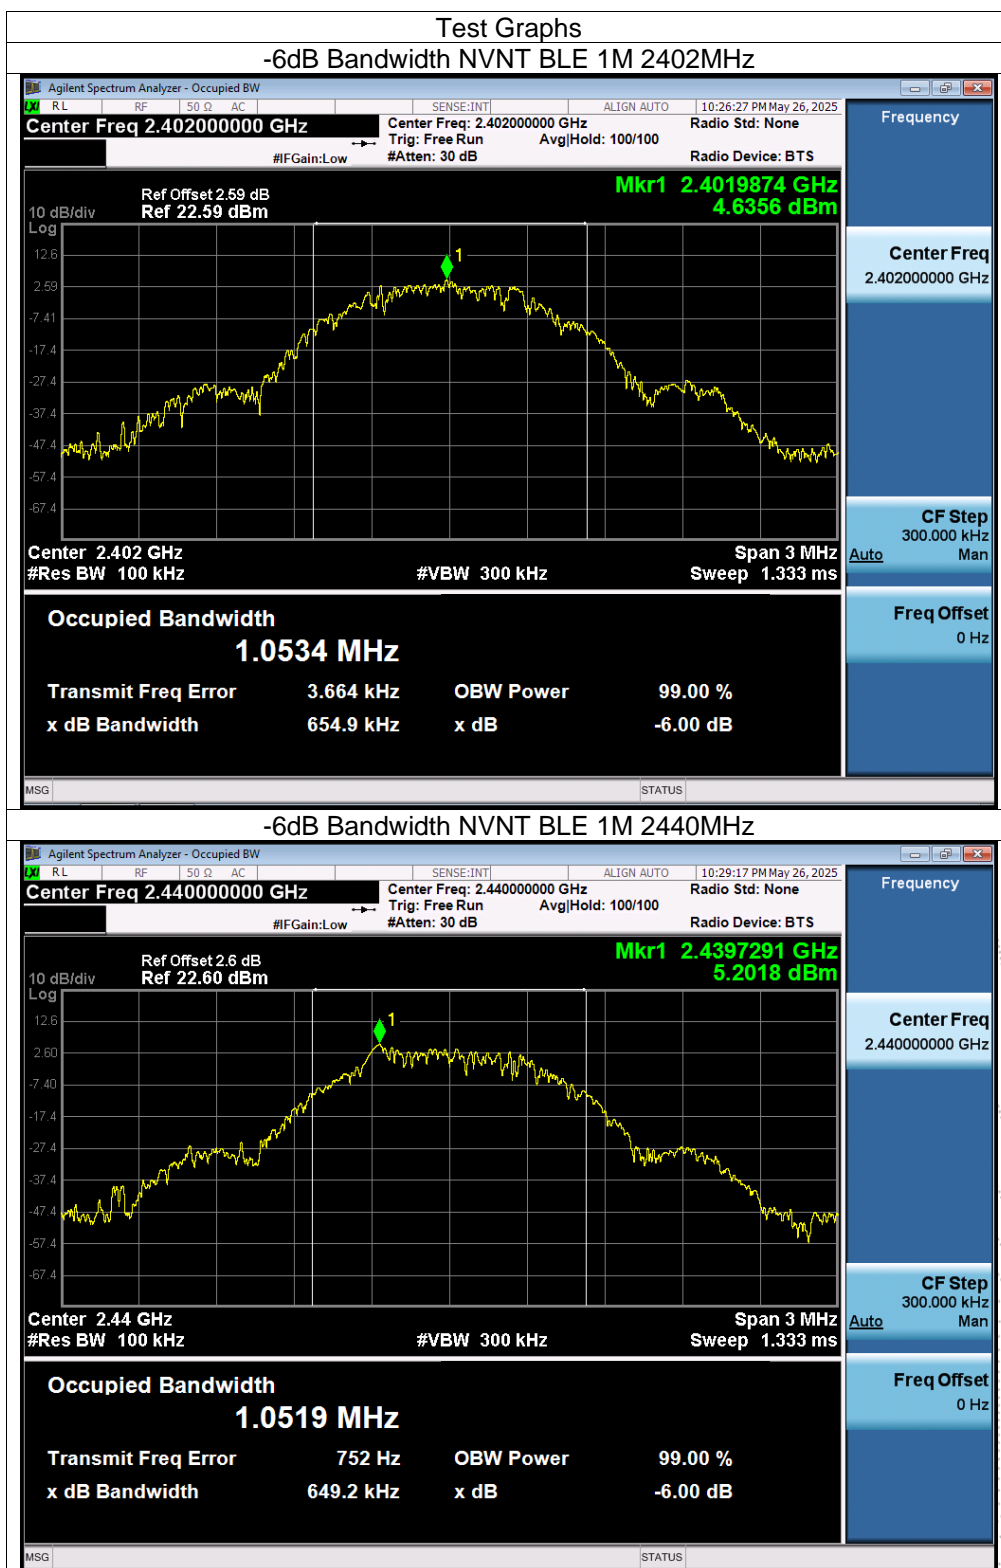 Test Graphs
-6dB Bandwidth NVNT BLE 1M 2402MHz
Agilent Spectrum Analyzer - Occupied BW
LXI RL RF 50 Ω AC SENSE:INT ALIGN AUTO 10:26:27 PM May 26, 2025
Center Freq 2.402000000 GHz Center Freq: 2.402000000 GHz Radio Std: None Frequency
Trig: Free Run Avg|Hold: 100/100
#IFGain:Low #Atten: 30 dB Radio Device: BTS
Mkr1 2.4019874 GHz
4.6356 dBm
Ref Offset 2.59 dB
10 dB/div Ref 22.59 dBm
Log
1
12.6
2.59
-7.41
-17.4
-27.4
-37.4
-47.4
-57.4
-67.4
Center Freq
2.402000000 GHz
CF Step
300.000 kHz
Auto Man
Center 2.402 GHz Span 3 MHz
#Res BW 100 kHz #VBW 300 kHz Sweep 1.333 ms
Freq Offset
0 Hz
Occupied Bandwidth
1.0534 MHz
Transmit Freq Error 3.664 kHz OBW Power 99.00 %
x dB Bandwidth 654.9 kHz x dB -6.00 dB
MSG STATUS
-6dB Bandwidth NVNT BLE 1M 2440MHz
Agilent Spectrum Analyzer - Occupied BW
LXI RL RF 50 Ω AC SENSE:INT ALIGN AUTO 10:29:17 PM May 26, 2025
Center Freq 2.440000000 GHz Center Freq: 2.440000000 GHz Radio Std: None Frequency
Trig: Free Run Avg|Hold: 100/100
#IFGain:Low #Atten: 30 dB Radio Device: BTS
Mkr1 2.4397291 GHz
5.2018 dBm
Ref Offset 2.6 dB
10 dB/div Ref 22.60 dBm
Log
1
12.6
2.60
-7.40
-17.4
-27.4
-37.4
-47.4
-57.4
-67.4
Center Freq
2.440000000 GHz
CF Step
300.000 kHz
Auto Man
Center 2.44 GHz Span 3 MHz
#Res BW 100 kHz #VBW 300 kHz Sweep 1.333 ms
Freq Offset
0 Hz
Occupied Bandwidth
1.0519 MHz
Transmit Freq Error 752 Hz OBW Power 99.00 %
x dB Bandwidth 649.2 kHz x dB -6.00 dB
MSG STATUS